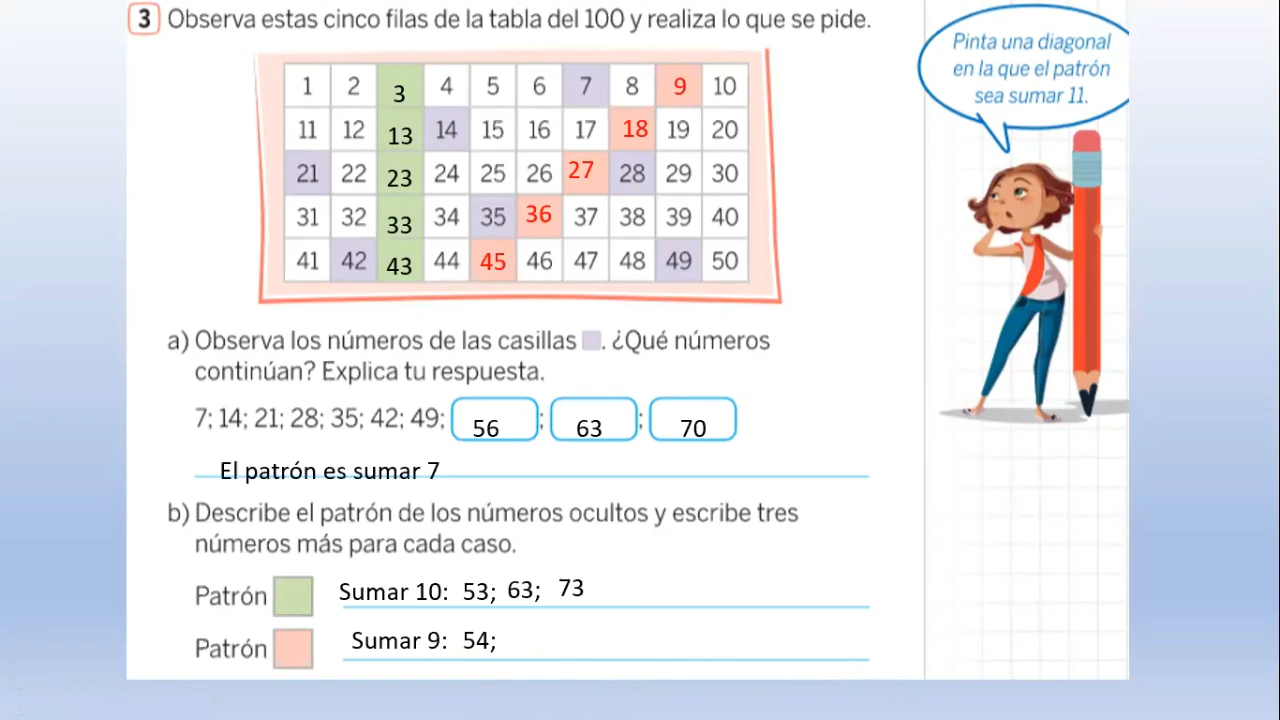 3 Observa estas cinco filas de la tabla del 100 y realiza lo que se pide.
Pinta una diagonal
en la que el patrón
sea sumar 11.
1 2 3 4 5 6 7 8 9 10
11 12 13 14 15 16 17 18 19 20
21 22 23 24 25 26 27 28 29 30
31 32 33 34 35 36 37 38 39 40
41 42 43 44 45 46 47 48 49 50
a) Observa los números de las casillas . ¿Qué números
continúan? Explica tu respuesta.
7; 14; 21; 28; 35; 42; 49; 56 ; 63 ; 70
El patrón es sumar 7
b) Describe el patrón de los números ocultos y escribe tres
números más para cada caso.
Patrón Sumar 10: 53; 63; 73
Patrón Sumar 9: 54;